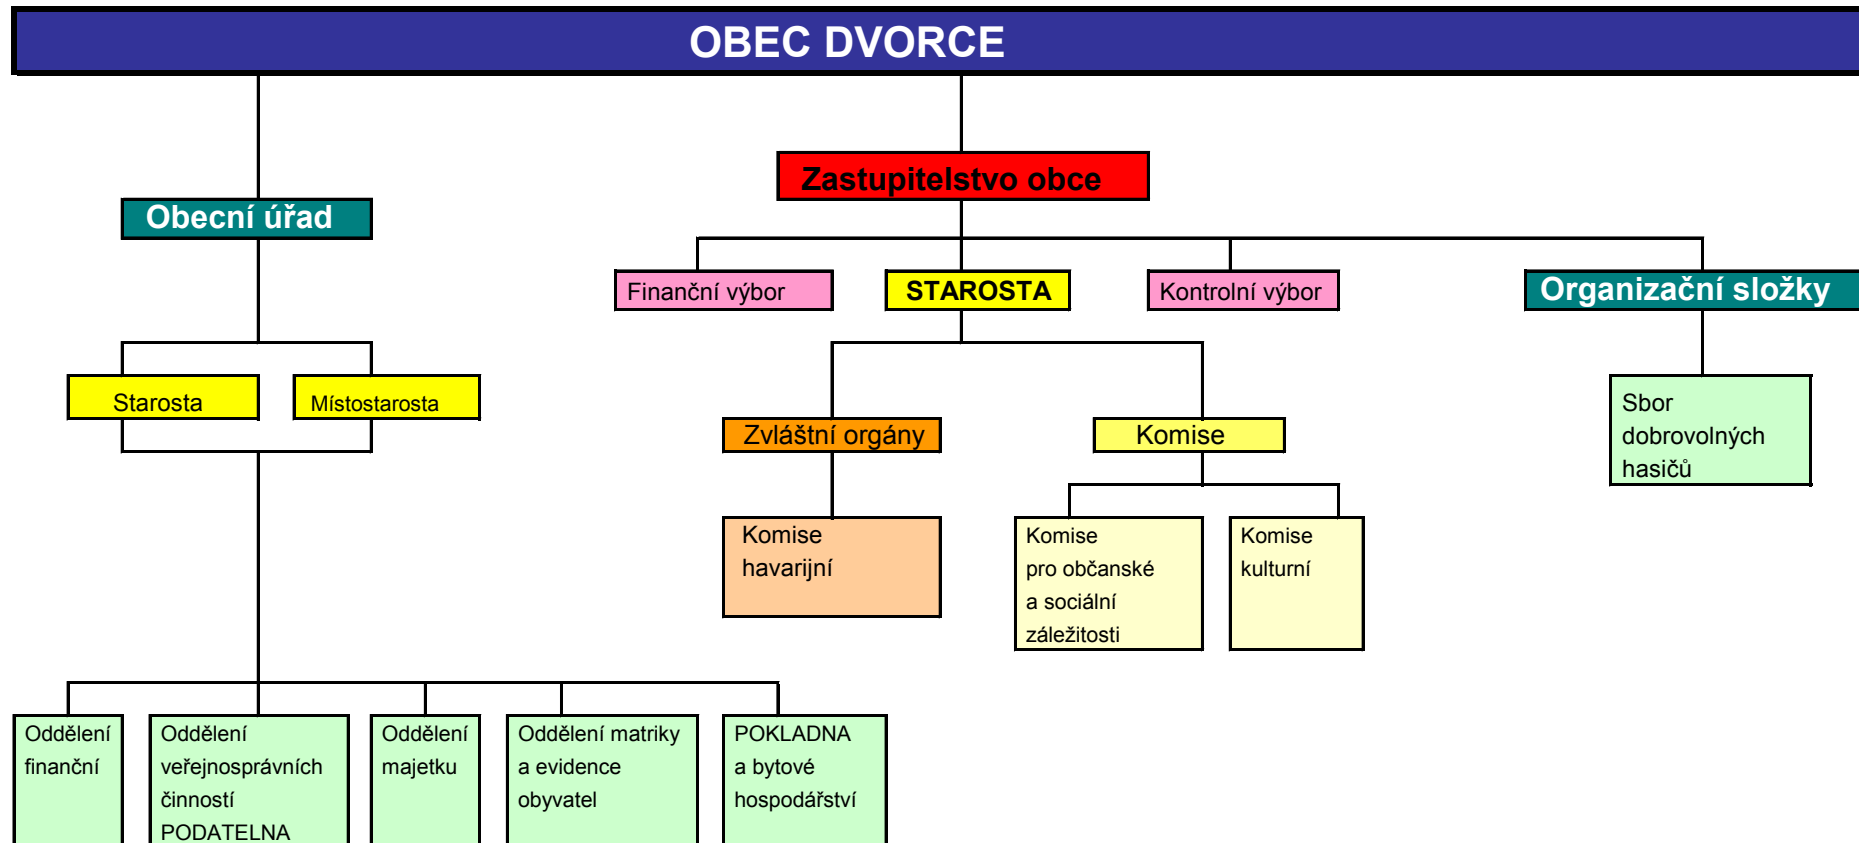 OBEC DVORCE
Zastupitelstvo obce
Obecní úřad
Finanční výbor
STAROSTA
Kontrolní výbor
Organizační složky
Starosta
Místostarosta
Zvláštní orgány
Komise
Sbor
dobrovolných
hasičů
Komise
havarijní
Komise
pro občanské
a sociální
záležitosti
Komise
kulturní
Oddělení
finanční
Oddělení
veřejnosprávních
činností
PODATELNA
Oddělení
majetku
Oddělení matriky
a evidence
obyvatel
POKLADNA
a bytové
hospodářství